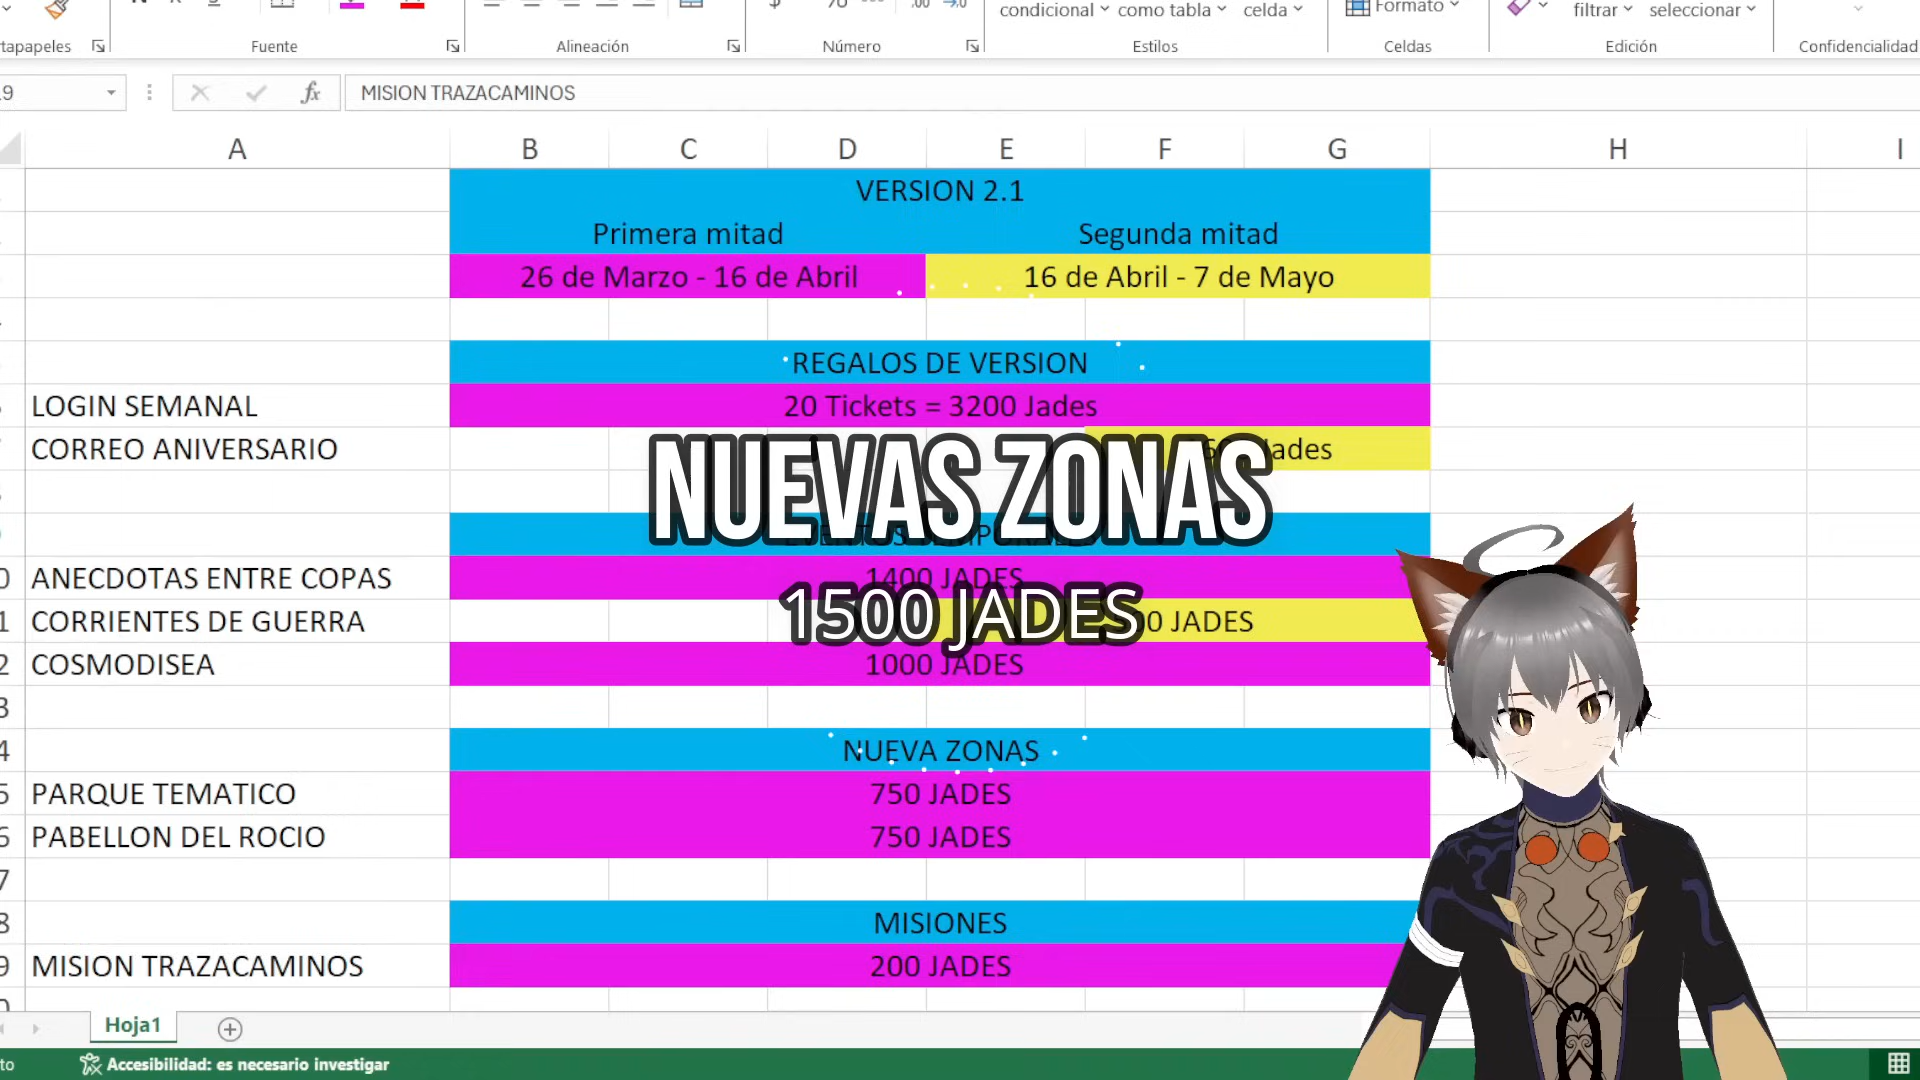 condicional como tabla celda Formato filtrar seleccionar
Fuente Alineación Número Estilos Celdas Edición Confidencialidad
MISION TRAZACAMINOS
A B C D E F G H I
VERSION 2.1
Primera mitad Segunda mitad
26 de Marzo - 16 de Abril 16 de Abril - 7 de Mayo
REGALOS DE VERSION
LOGIN SEMANAL 20 Tickets = 3200 Jades
CORREO ANIVERSARIO Jades
NUEVAS ZONAS
ANECDOTAS ENTRE COPAS 1400 JADES
1500 JADES
CORRIENTES DE GUERRA JADES
COSMODISEA 1000 JADES
NUEVA ZONAS
PARQUE TEMATICO 750 JADES
PABELLON DEL ROCIO 750 JADES
MISIONES
MISION TRAZACAMINOS 200 JADES
Hoja1
Accesibilidad: es necesario investigar